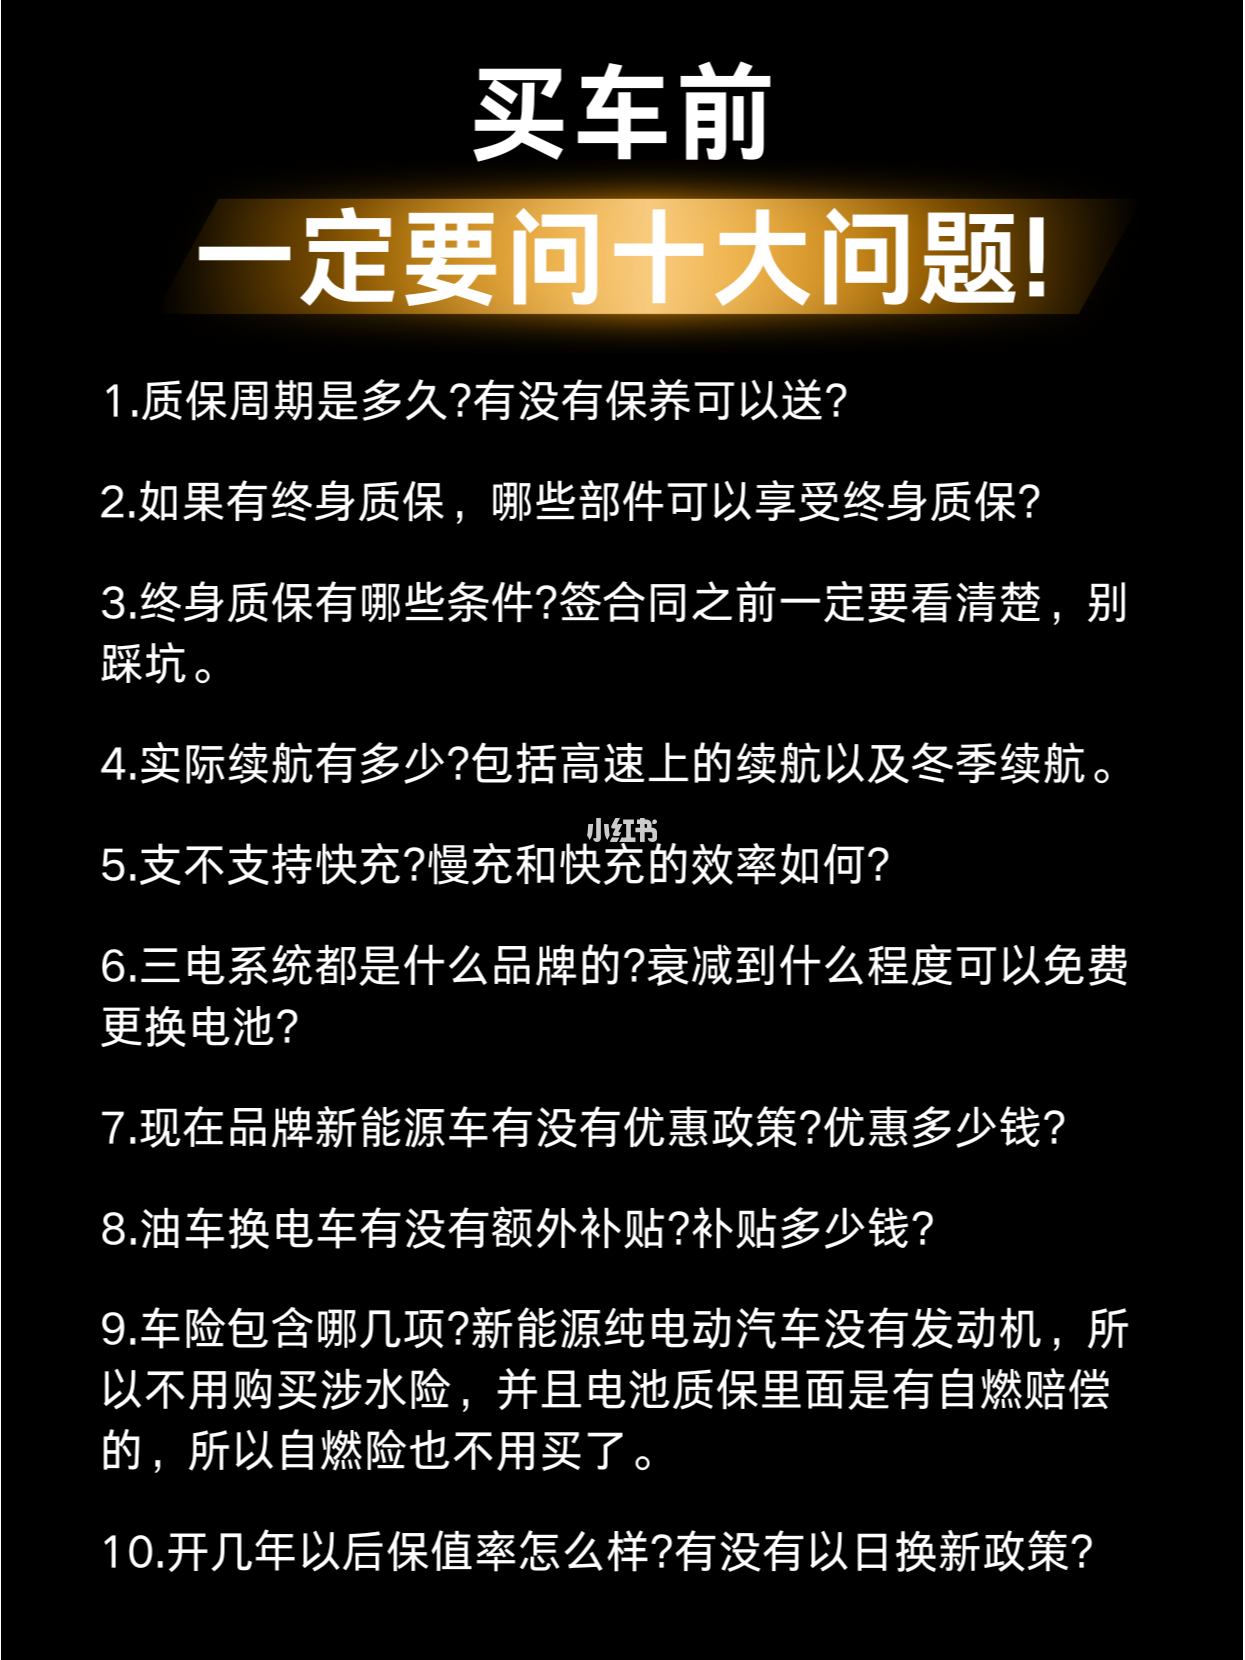 买车前
一定要问十大问题!
1.质保周期是多久?有没有保养可以送?
2.如果有终身质保，哪些部件可以享受终身质保?
3.终身质保有哪些条件?签合同之前一定要看清楚，别
踩坑。
4.实际续航有多少?包括高速上的续航以及冬季续航。
小红书
5.支不支持快充?慢充和快充的效率如何?
6.三电系统都是什么品牌的?衰减到什么程度可以免费
更换电池?
7.现在品牌新能源车有没有优惠政策?优惠多少钱?
8.油车换电车有没有额外补贴?补贴多少钱?
9.车险包含哪几项?新能源纯电动汽车没有发动机，所
以不用购买涉水险，并且电池质保里面是有自燃赔偿
的，所以自燃险也不用买了。
10.开几年以后保值率怎么样?有没有以日换新政策?